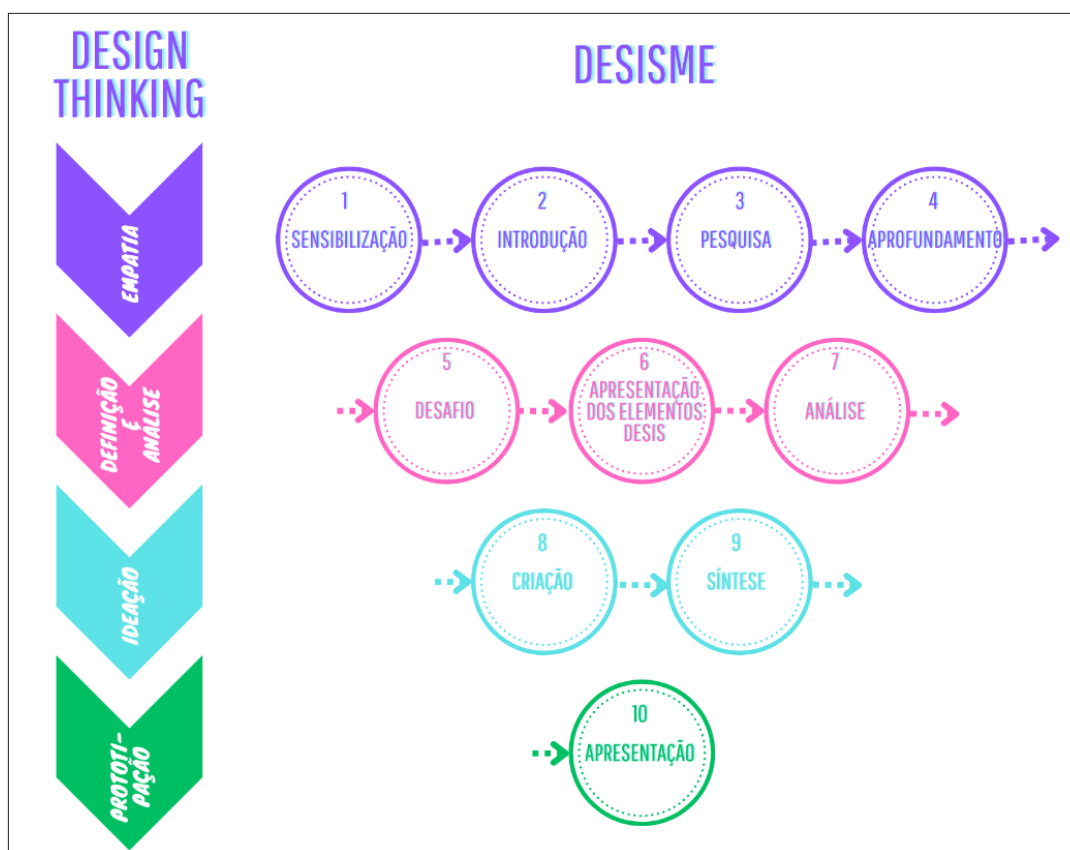 DESIGN
THINKING
DESISME
EMPATIA
1
SENSIBILIZAÇÃO
2
INTRODUÇÃO
3
PESQUISA
4
APROFUNDAMENTO
DEFINIÇÃO
E
ANÁLISE
5
DESAFIO
6
APRESENTAÇÃO
DOS ELEMENTOS
DESIS
7
ANÁLISE
IDEAÇÃO
8
CRIAÇÃO
9
SÍNTESE
PROTOTI-
PAÇÃO
10
APRESENTAÇÃO